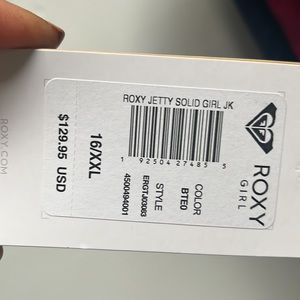 ROXY JETTY SOLID GIRL JK
1 92504 27485 5
COLOR
BTE0
STYLE
ERGTJ03083
4500494001
16/XXL
$129.95 USD
ROXY
GIRL
ROXY.COM